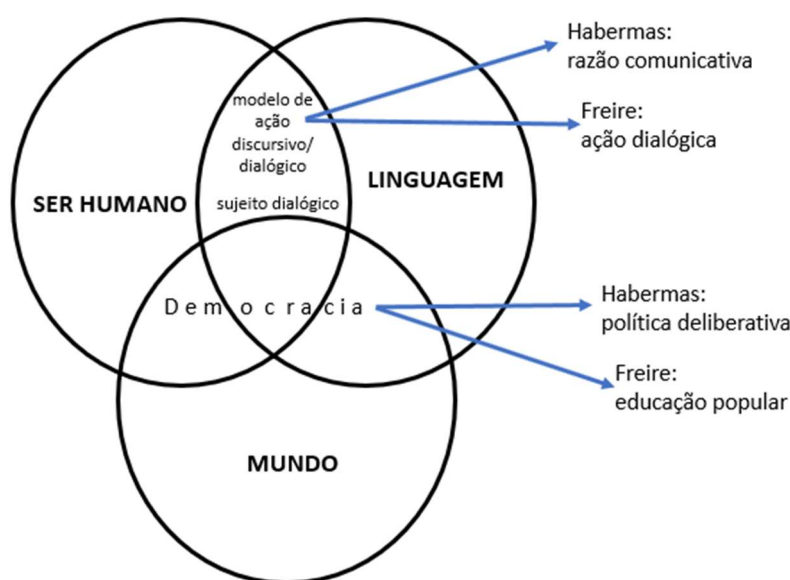 Habermas:
razão comunicativa
Freire:
ação dialógica
modelo de
ação
discursivo/
dialógico
sujeito dialógico
SER HUMANO
LINGUAGEM
Democracia
Habermas:
política deliberativa
Freire:
educação popular
MUNDO